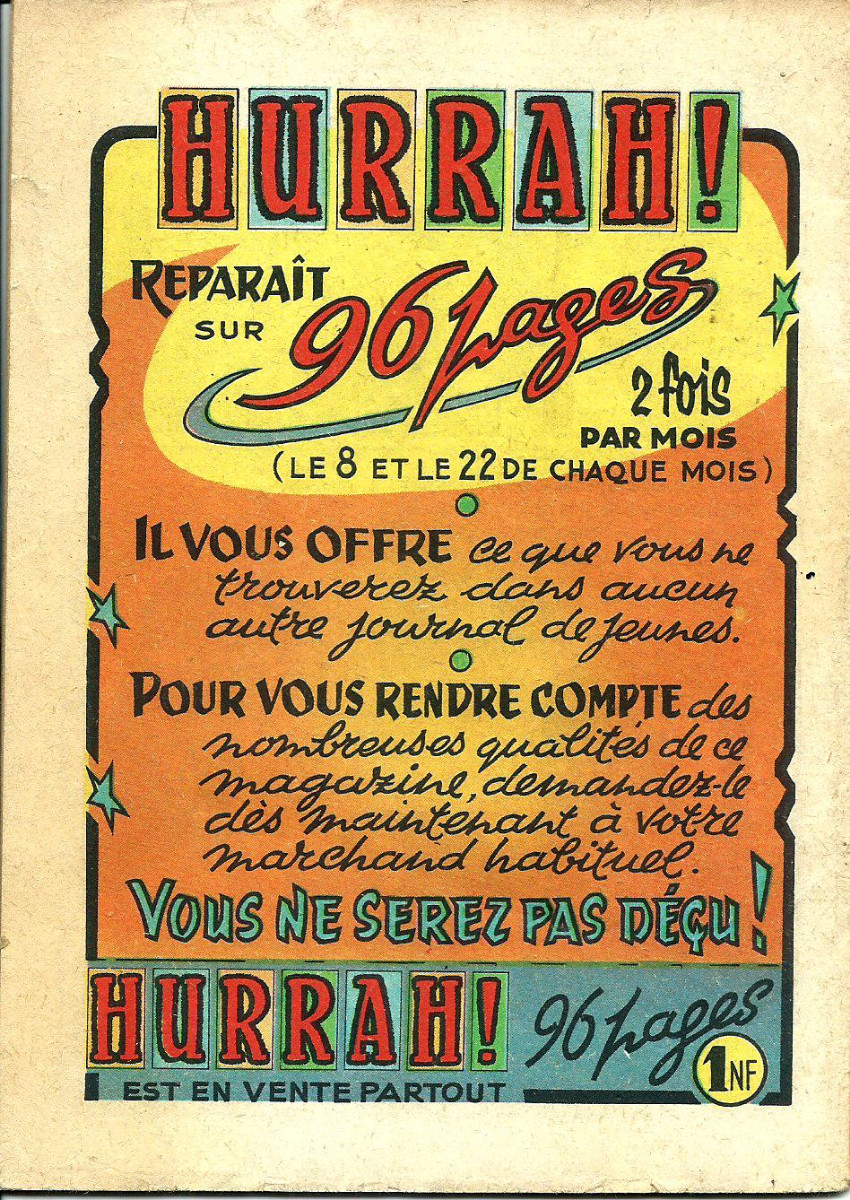 HURRAH!
REPARAÎT
SUR 96 pages
2 fois
PAR MOIS
(LE 8 ET LE 22 DE CHAQUE MOIS)
IL VOUS OFFRE ce que vous ne
trouverez dans aucun
autre journal de jeunes.
POUR VOUS RENDRE COMPTE des
nombreuses qualités de ce
magazine, demandez-le
dès maintenant à votre
marchand habituel.
VOUS NE SEREZ PAS DÉÇU!
HURRAH! 96 pages
1NF
EST EN VENTE PARTOUT